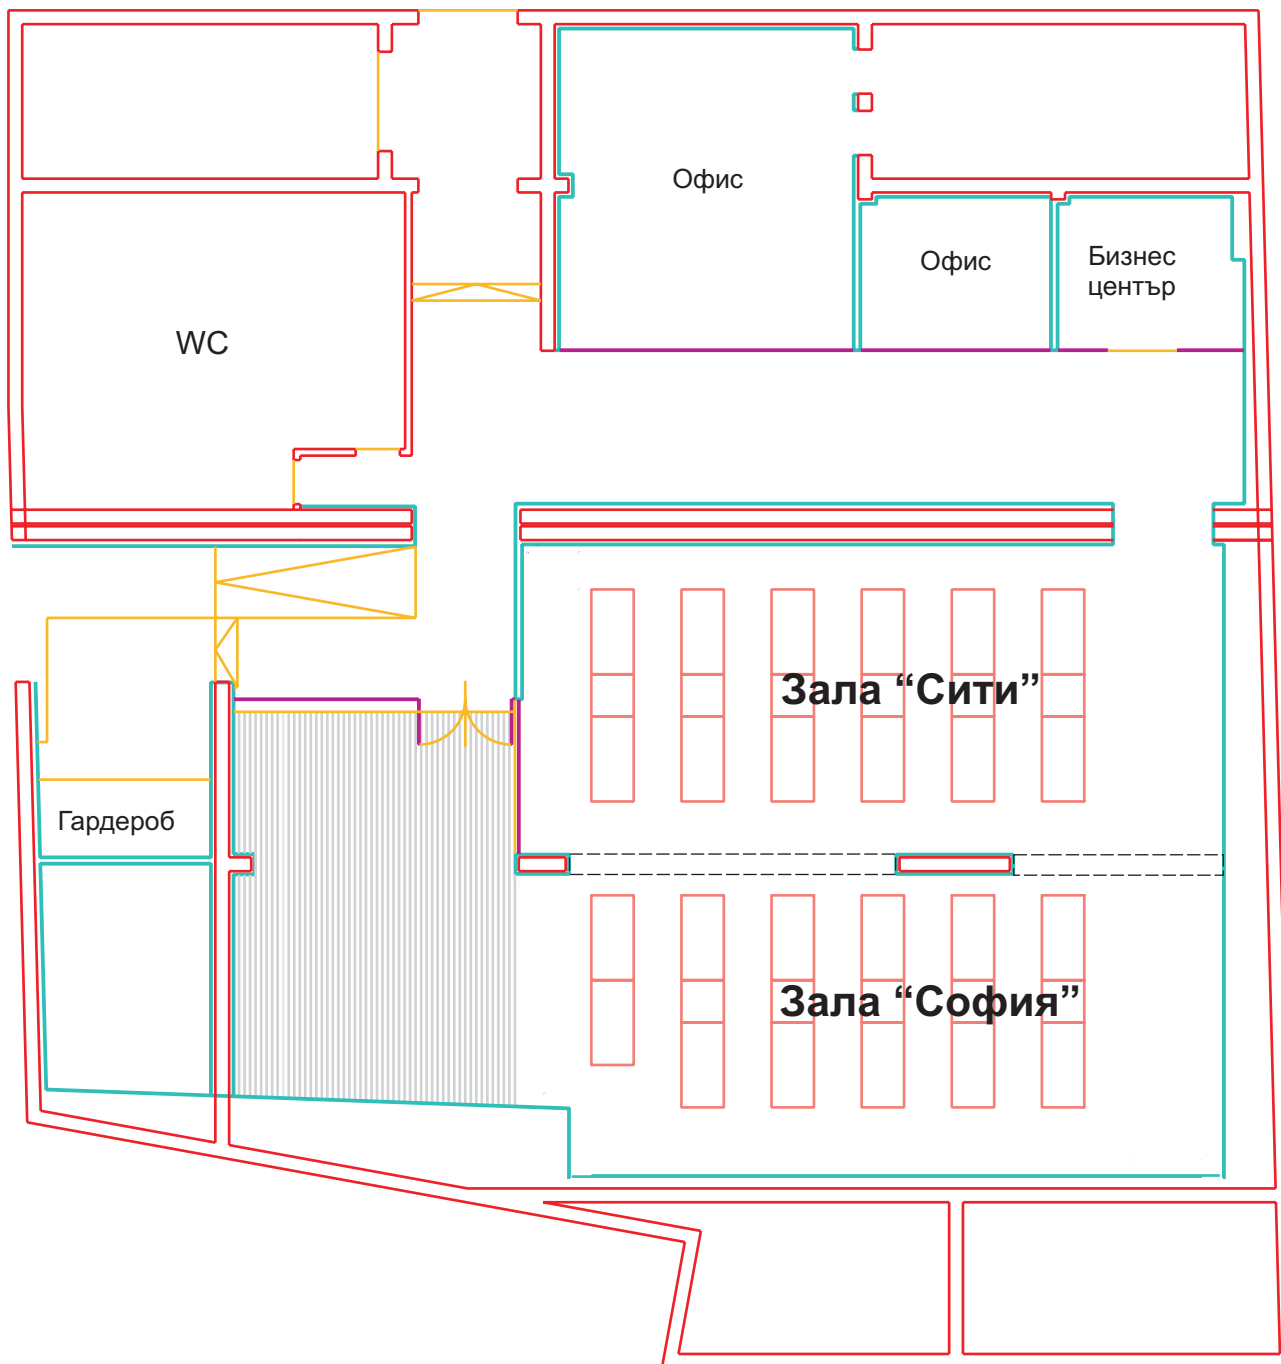 Офис
Офис
Бизнес
център
WC
Зала “Сити”
Гардероб
Зала “София”